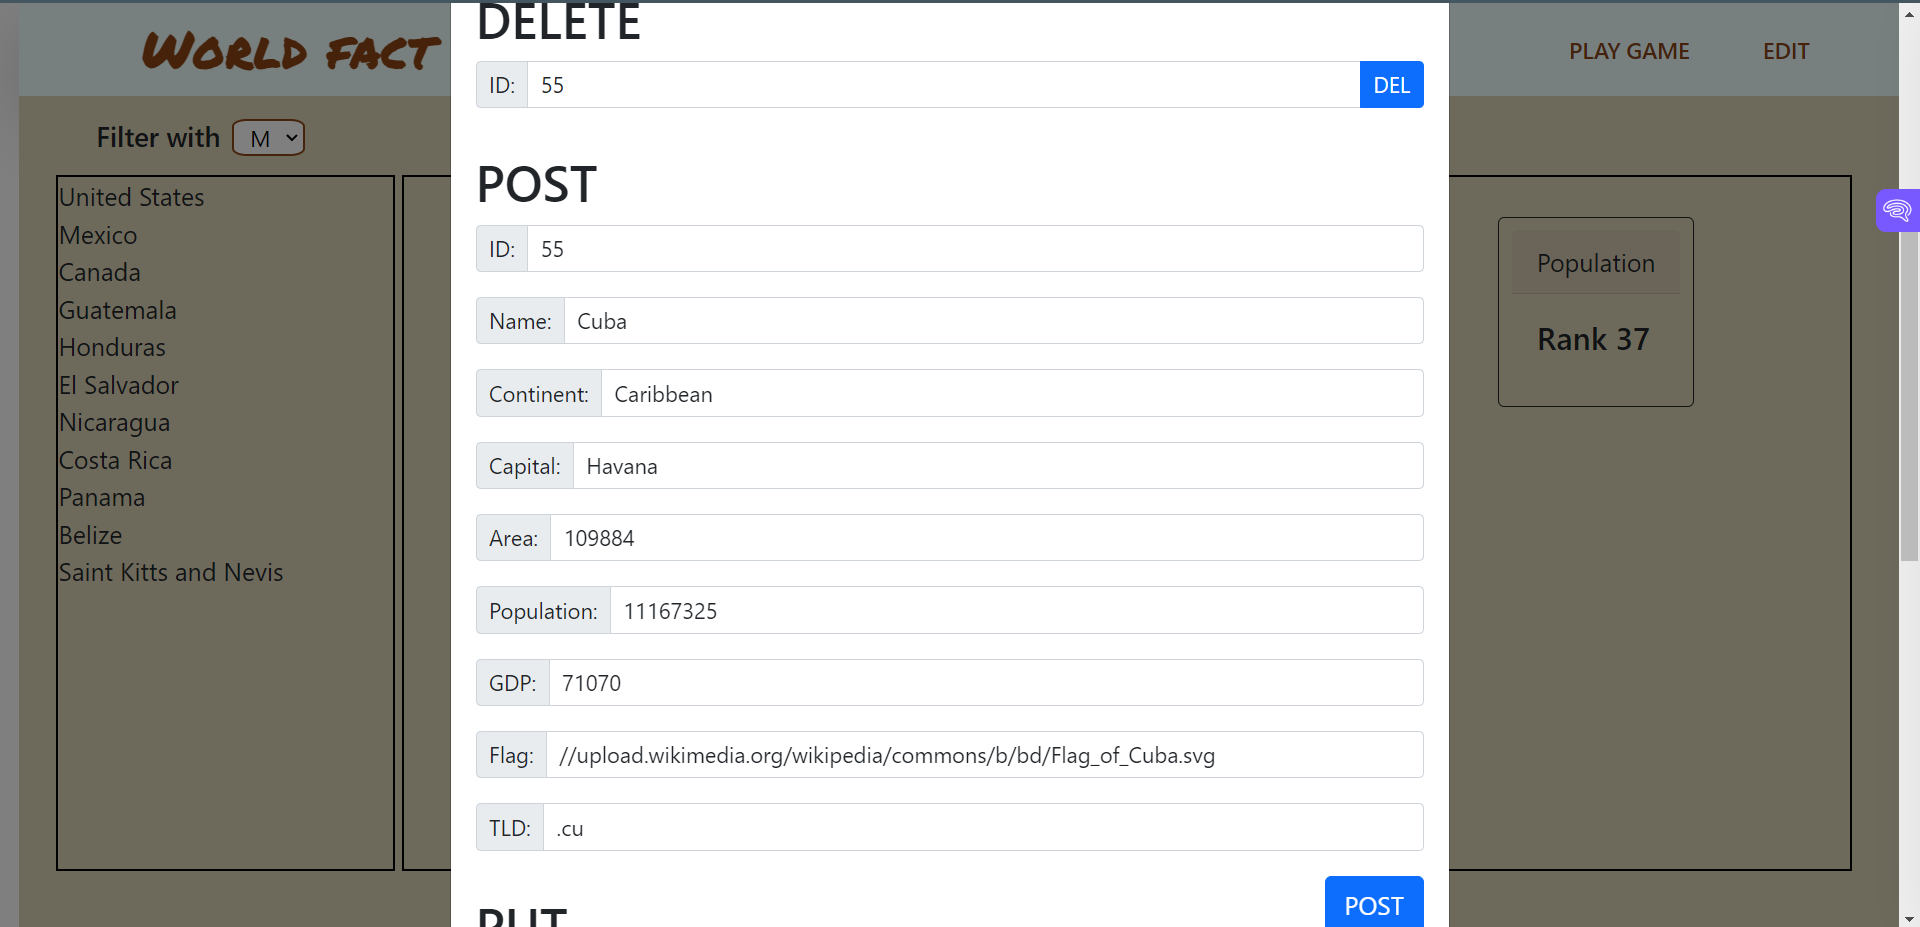 World fact
PLAY GAME
EDIT
Filter with M
United States
Mexico
Canada
Guatemala
Honduras
El Salvador
Nicaragua
Costa Rica
Panama
Belize
Saint Kitts and Nevis
DELETE
ID: 55 DEL
POST
ID: 55
Name: Cuba
Continent: Caribbean
Capital: Havana
Area: 109884
Population: 11167325
GDP: 71070
Flag: //upload.wikimedia.org/wikipedia/commons/b/bd/Flag_of_Cuba.svg
TLD: .cu
POST
PUT
Population
Rank 37